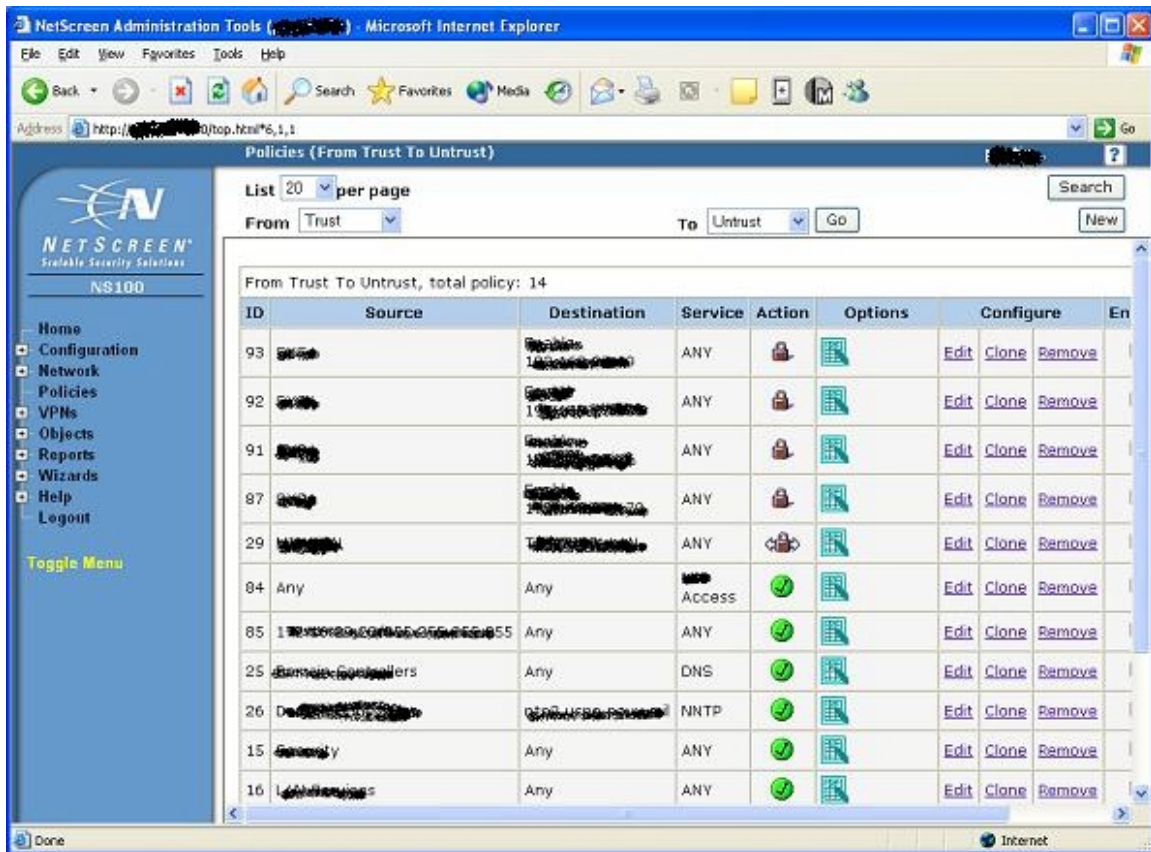 NetScreen Administration Tools ( ) - Microsoft Internet Explorer
File Edit View Favorites Tools Help
Back Search Favorites Media
Address http:// 0/top.html*6,1,1 Go
Policies (From Trust To Untrust) ?
List 20 per page Search
From Trust To Untrust Go New
N
NETSCREEN
Scalable Security Solutions
NS100
Home
Configuration
Network
Policies
VPNs
Objects
Reports
Wizards
Help
Logout
Toggle Menu
From Trust To Untrust, total policy: 14
ID Source Destination Service Action Options Configure En
93 ANY Edit Clone Remove
92 ANY Edit Clone Remove
91 ANY Edit Clone Remove
87 ANY Edit Clone Remove
29 ANY Edit Clone Remove
84 Any Any Access Edit Clone Remove
85 Any ANY Edit Clone Remove
25 Any DNS Edit Clone Remove
26 NNTP Edit Clone Remove
15 Any ANY Edit Clone Remove
16 Any ANY Edit Clone Remove
Done Internet